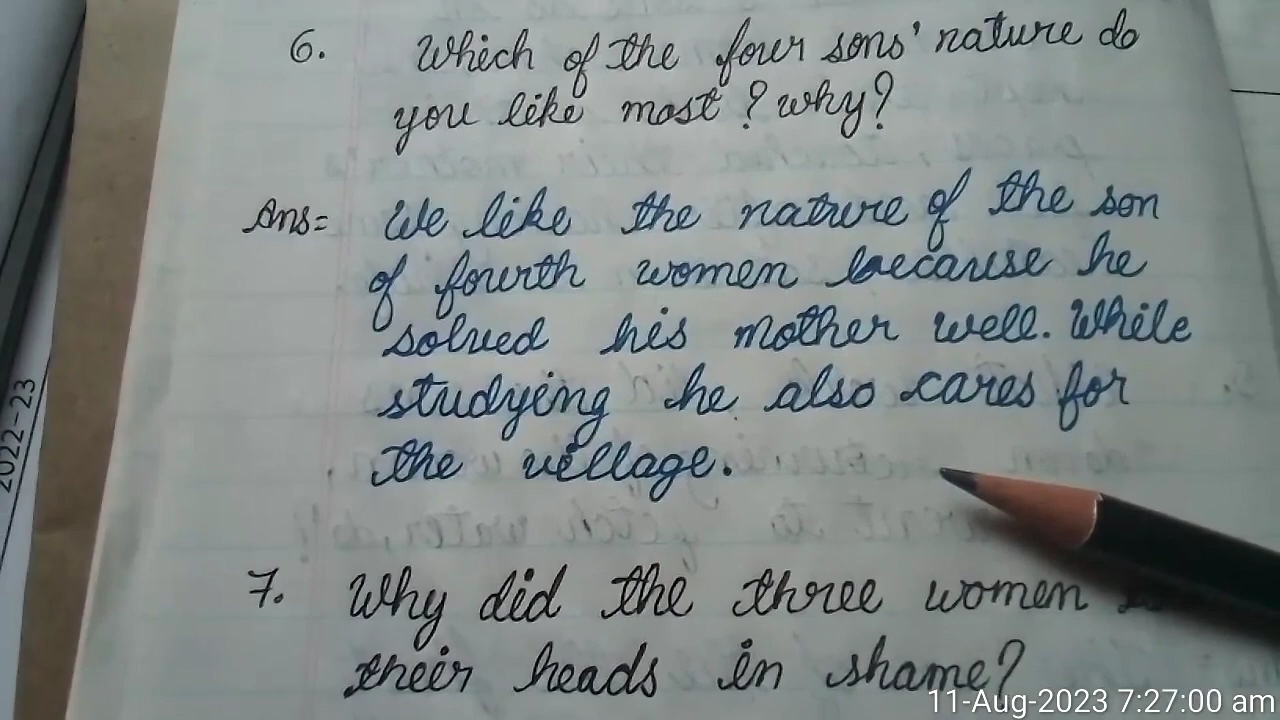 6. Which of the four sons' nature do
you like most? why?
Ans= We like the nature of the son
of fourth women because he
solved his mother well. While
studying he also cares for
the village.
7. Why did the three women
their heads in shame?
2022-23
11-Aug-2023 7:27:00 am